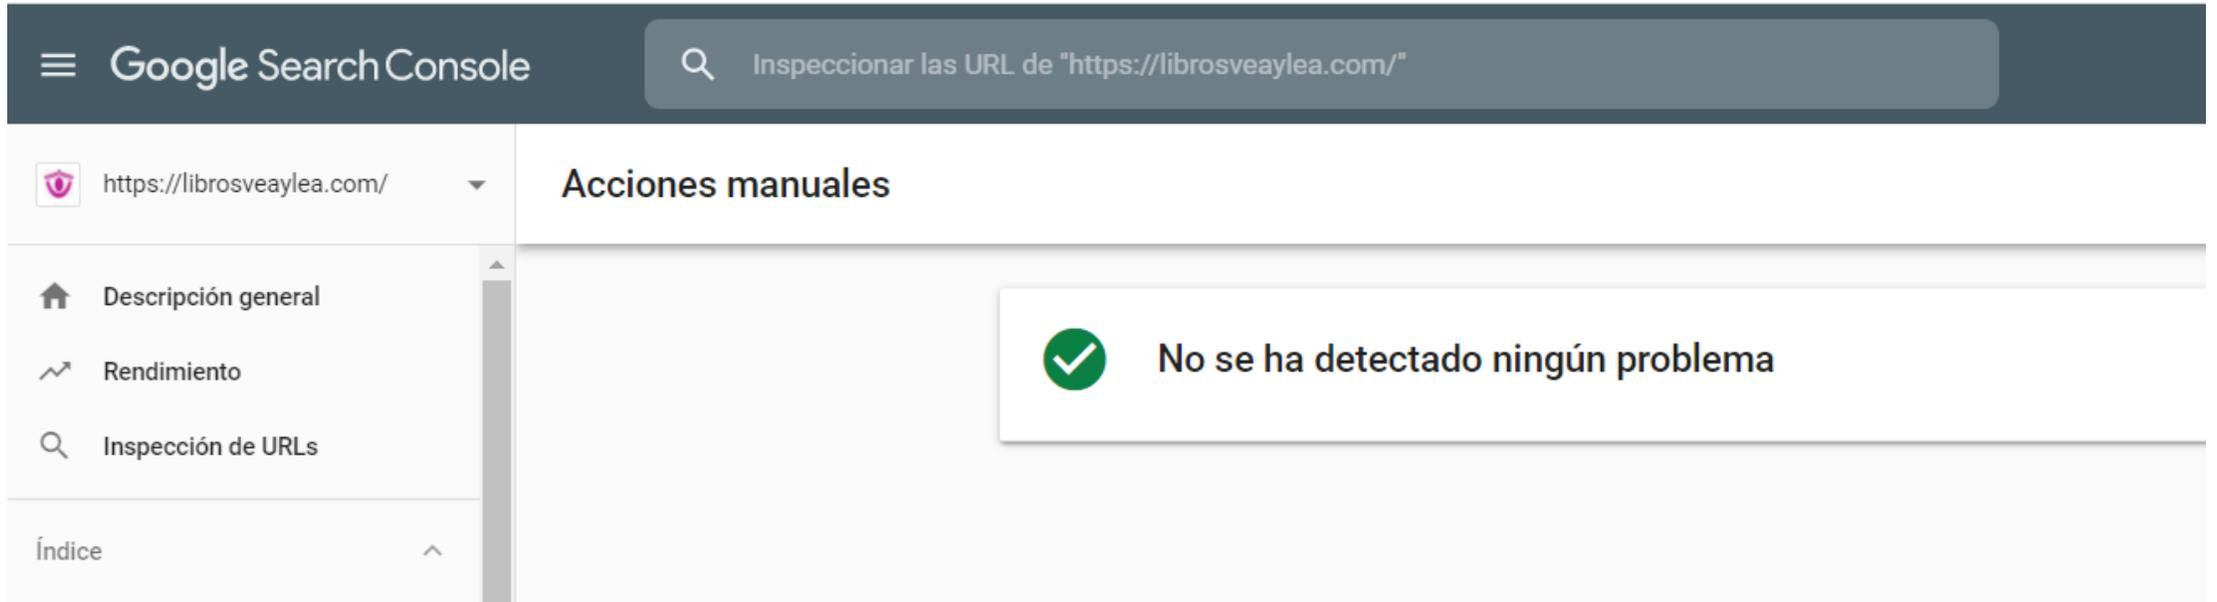 Google Search Console
Inspeccionar las URL de "https://librosveaylea.com/"
https://librosveaylea.com/
Acciones manuales
Descripción general
Rendimiento
Inspección de URLs
Índice
No se ha detectado ningún problema